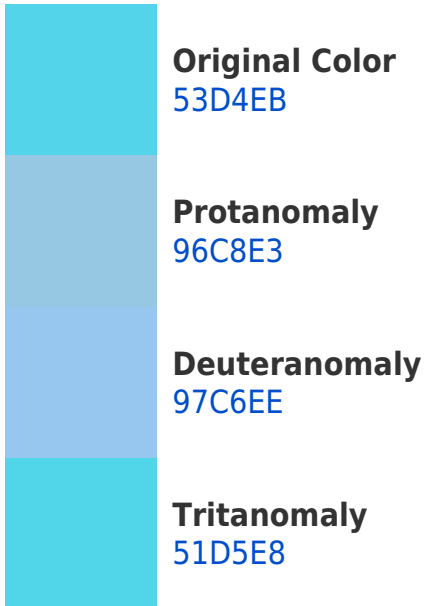 Original Color
53D4EB
Protanomaly
96C8E3
Deuteranomaly
97C6EE
Tritanomaly
51D5E8